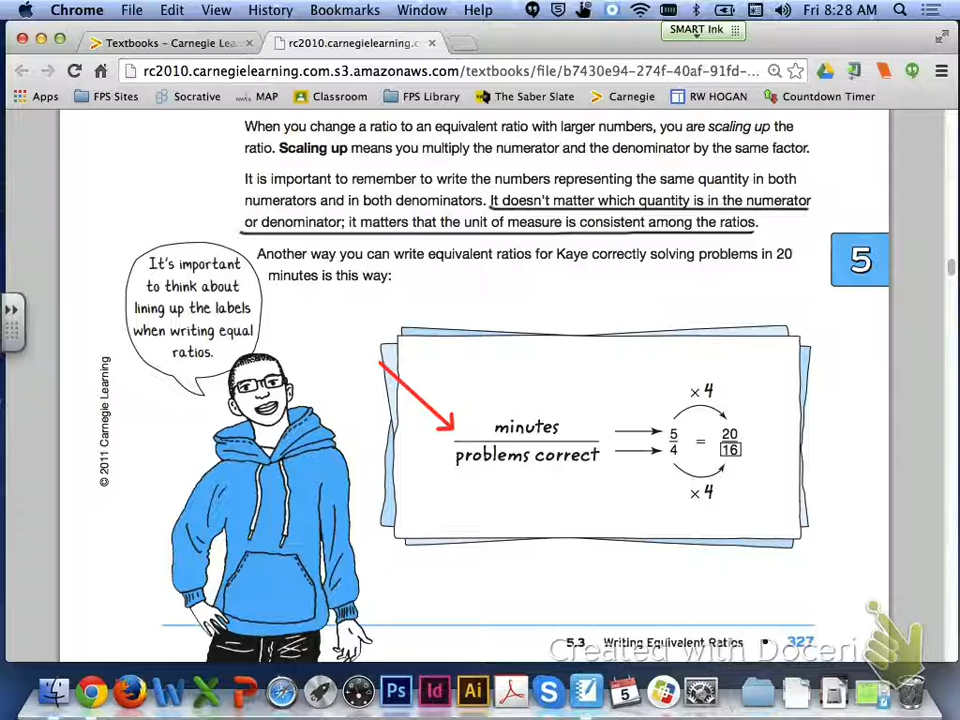 Chrome File Edit View History Bookmarks Window Help Fri 8:28 AM
SMART Ink
Textbooks – Carnegie Lea... rc2010.carnegielearning.c
rc2010.carnegielearning.com.s3.amazonaws.com/textbooks/file/b7430e94-274f-40af-91fd-...
Apps FPS Sites Socrative MAP Classroom FPS Library The Saber Slate Carnegie RW HOGAN Countdown Timer
When you change a ratio to an equivalent ratio with larger numbers, you are scaling up the
ratio. Scaling up means you multiply the numerator and the denominator by the same factor.
It is important to remember to write the numbers representing the same quantity in both
numerators and in both denominators. It doesn't matter which quantity is in the numerator
or denominator; it matters that the unit of measure is consistent among the ratios.
Another way you can write equivalent ratios for Kaye correctly solving problems in 20
minutes is this way:
5
It's important
to think about
lining up the labels
when writing equal
ratios.
© 2011 Carnegie Learning
× 4
minutes
problems correct
5
4
=
20
16
× 4
5.3 Writing Equivalent Ratios • 327
Created with Doceri
W X P Ps Id Ai S 5